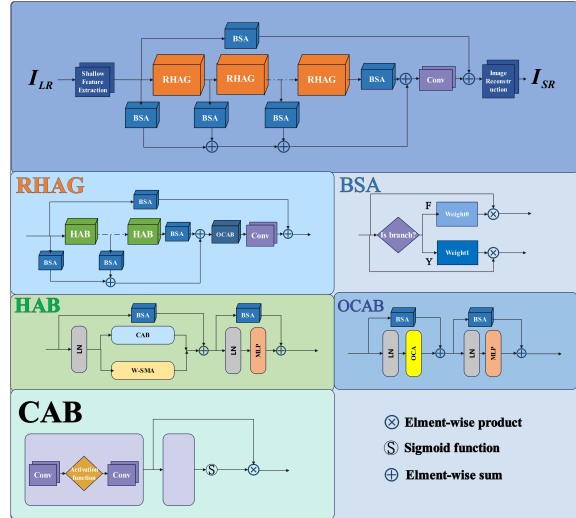 BSA
I_LR
Shallow
Feature
Extraction
RHAG
RHAG
RHAG
BSA
Conv
Image
Reconstr
uction
I_SR
BSA
BSA
BSA
RHAG
BSA
HAB
HAB
BSA
OCAB
Conv
BSA
BSA
BSA
Is branch?
F
Weight0
Y
Weight1
HAB
BSA
LN
CAB
W-SMA
BSA
LN
MLP
OCAB
BSA
LN
OCA
BSA
LN
MLP
CAB
Conv
Activation
function
Conv
S
Elment-wise product
S Sigmoid function
Elment-wise sum